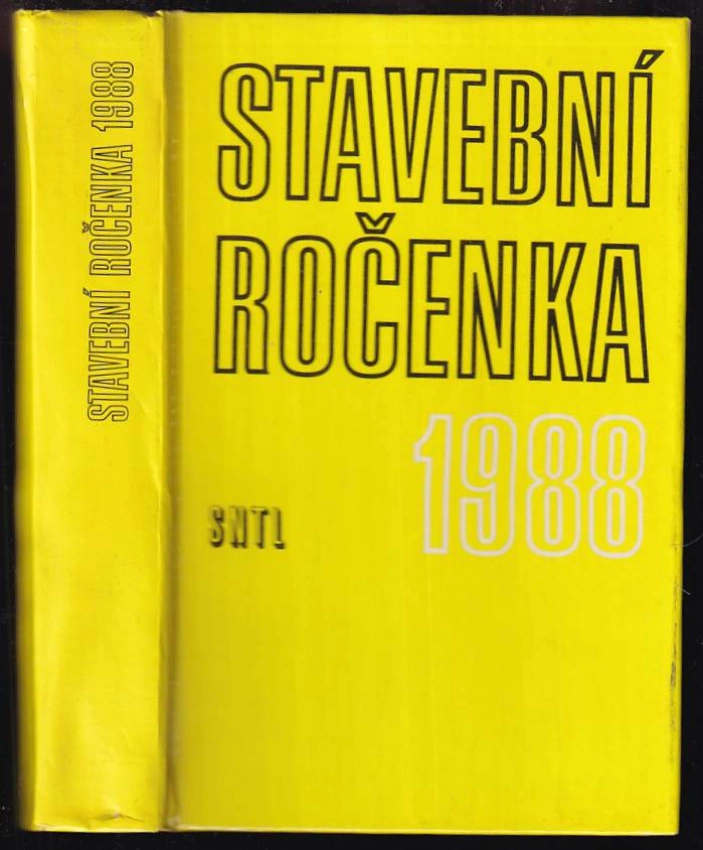 STAVEBNÍ ROČENKA 1988
STAVEBNÍ
ROČENKA
1988
SNTL